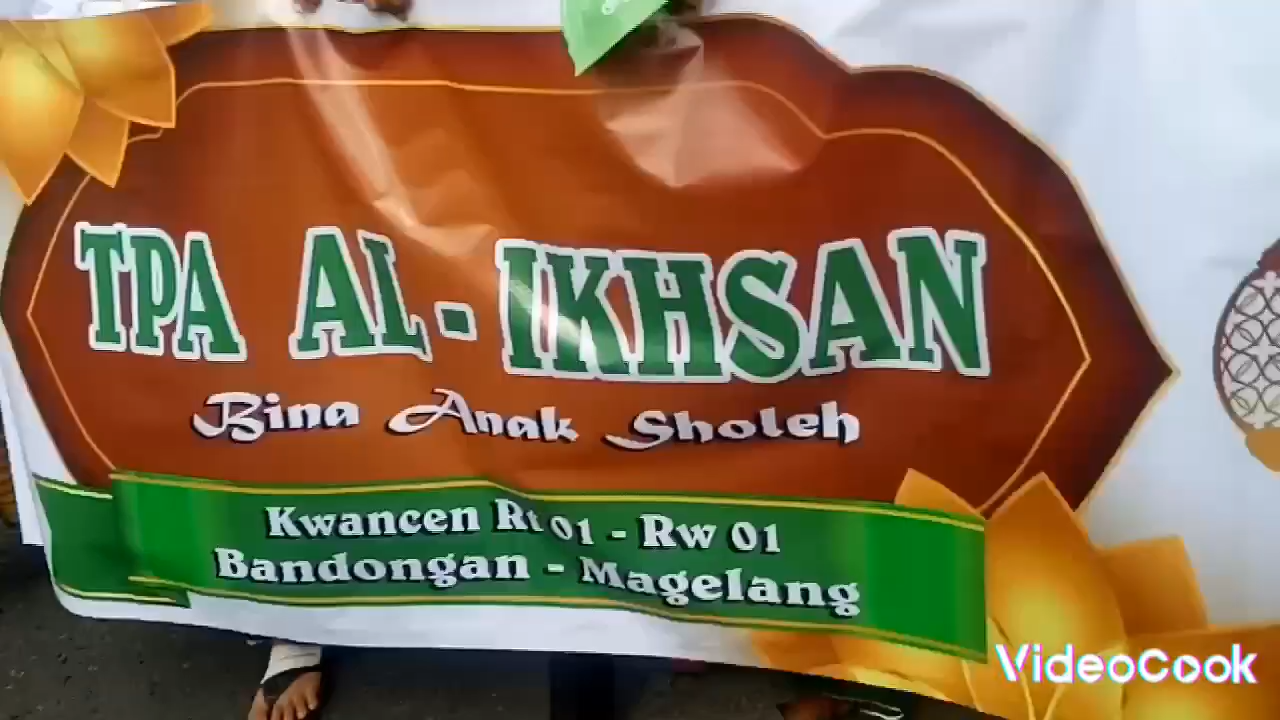 TPA AL-IKHSAN
Bina Anak Sholeh
Kwancen Rt 01 - Rw 01
Bandongan - Magelang
VideoCook